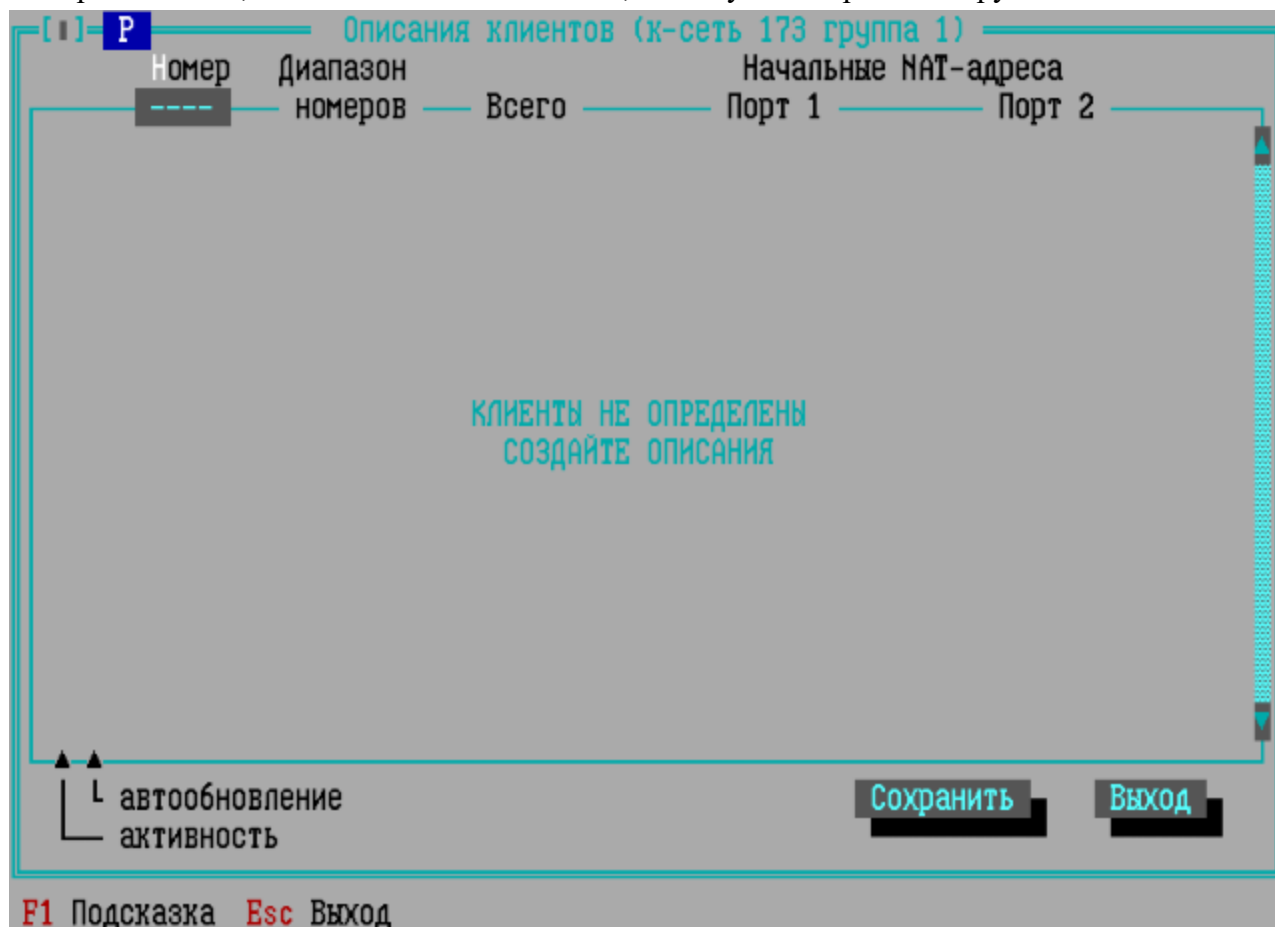 [▮] P Описания клиентов (к-сеть 173 группа 1)
Номер Диапазон Начальные NAT-адреса
---- номеров Всего Порт 1 Порт 2
КЛИЕНТЫ НЕ ОПРЕДЕЛЕНЫ
СОЗДАЙТЕ ОПИСАНИЯ
автообновление
активность
Сохранить Выход
F1 Подсказка Esc Выход